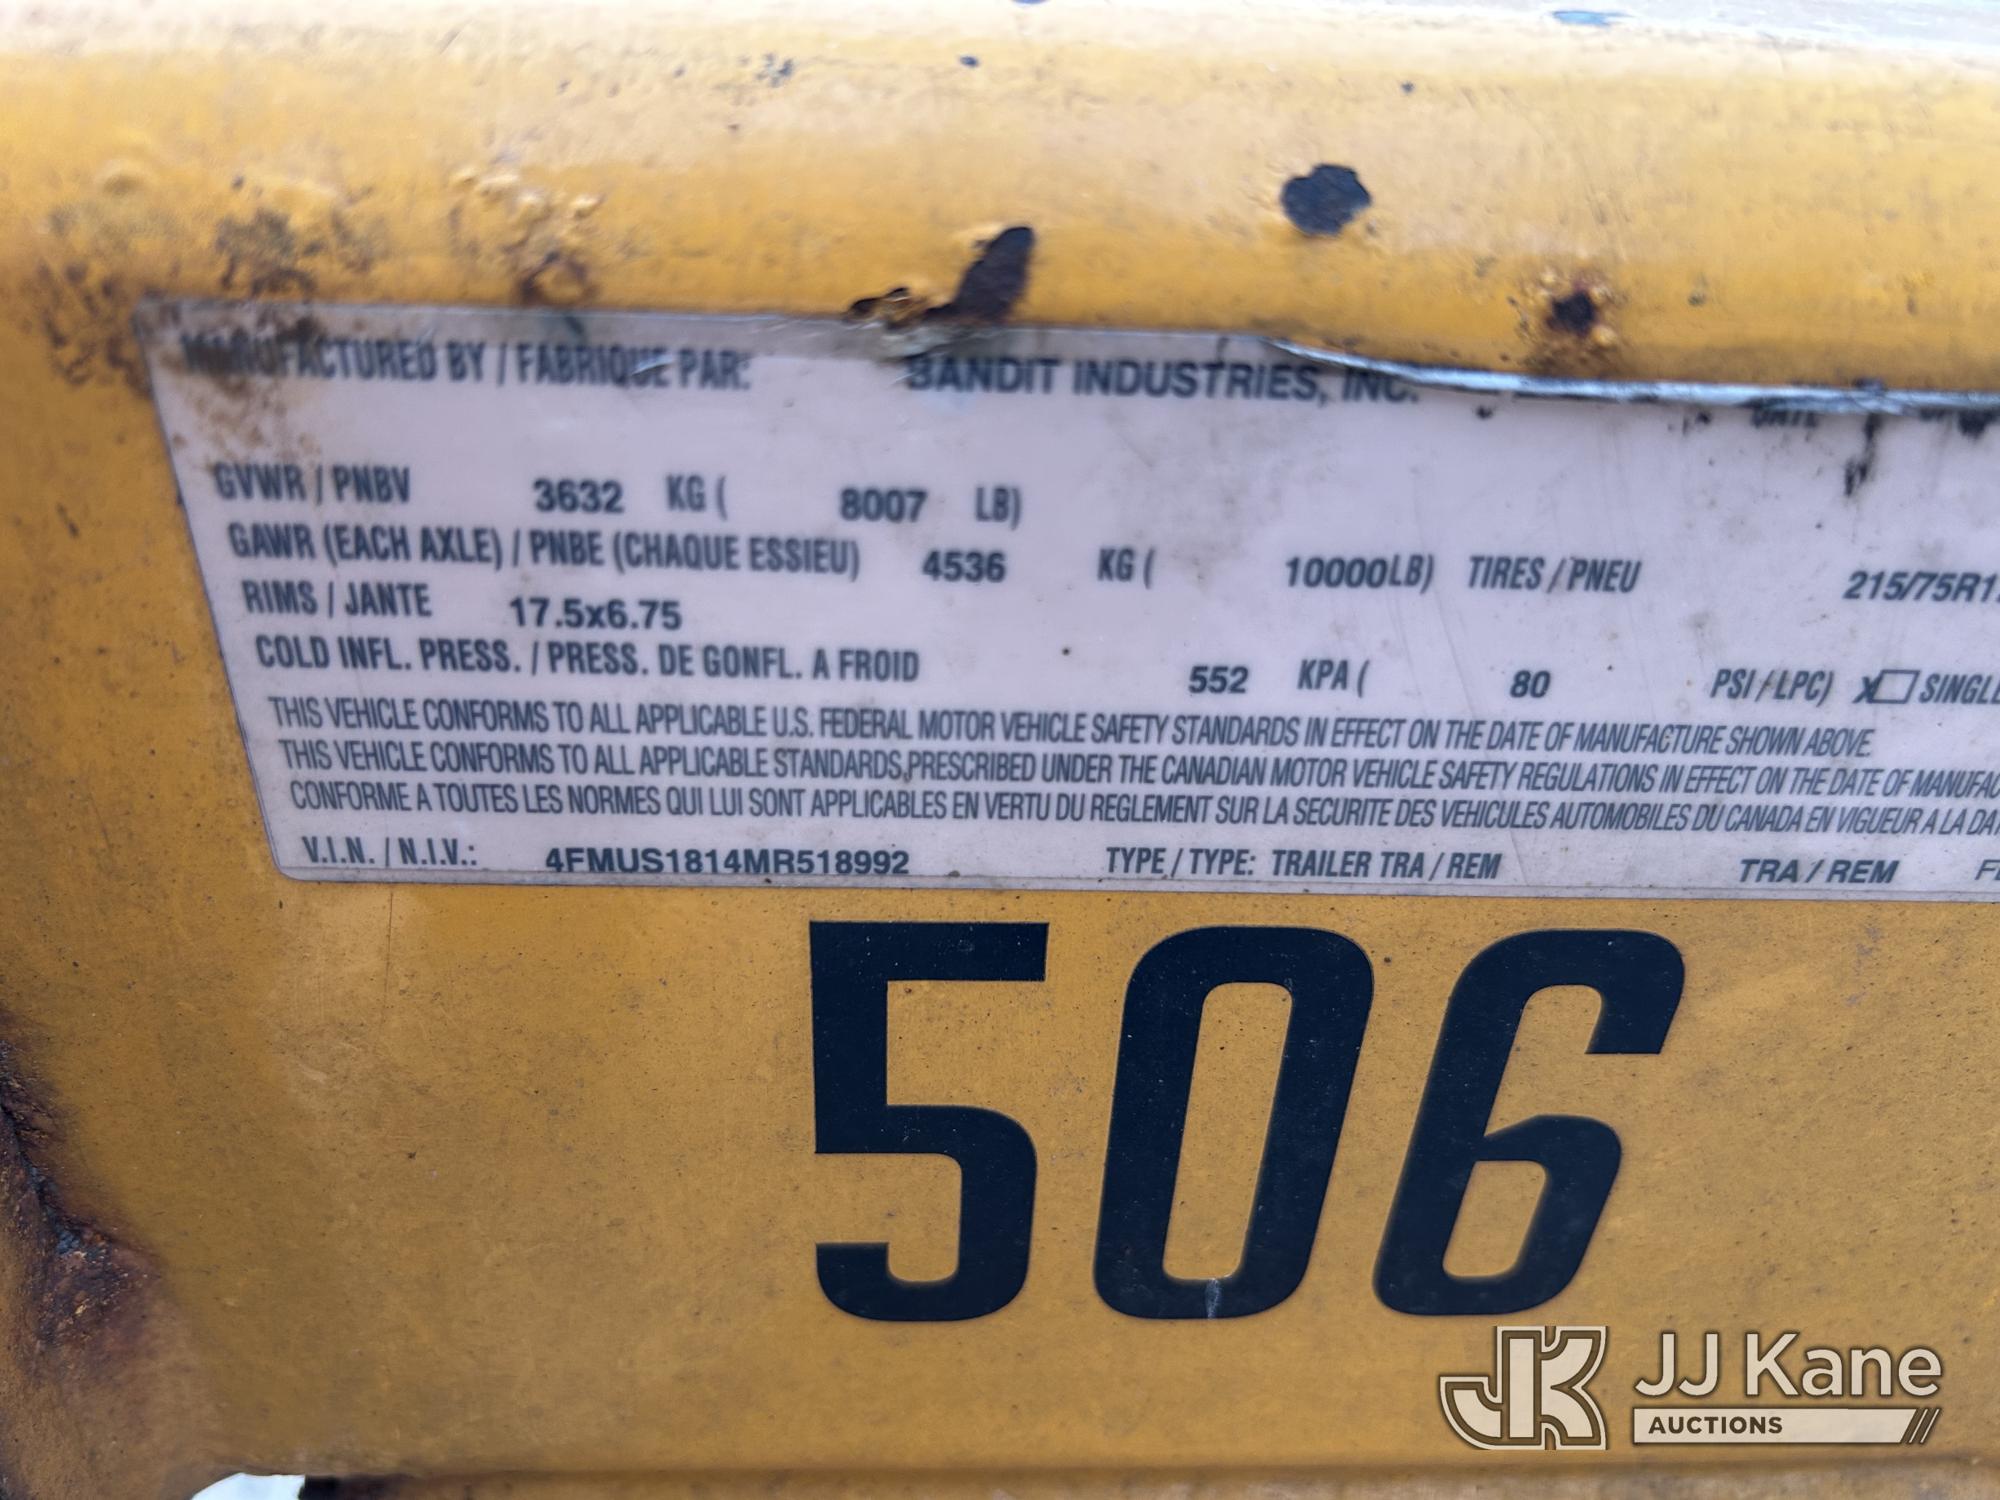 MANUFACTURED BY / FABRIQUE PAR: BANDIT INDUSTRIES, INC. DATE
GVWR / PNBV 3632 KG ( 8007 LB)
GAWR (EACH AXLE) / PNBE (CHAQUE ESSIEU) 4536 KG ( 10000LB) TIRES / PNEU 215/75R17
RIMS / JANTE 17.5x6.75
COLD INFL. PRESS. / PRESS. DE GONFL. A FROID 552 KPA ( 80 PSI / LPC) X SINGLE
THIS VEHICLE CONFORMS TO ALL APPLICABLE U.S. FEDERAL MOTOR VEHICLE SAFETY STANDARDS IN EFFECT ON THE DATE OF MANUFACTURE SHOWN ABOVE.
THIS VEHICLE CONFORMS TO ALL APPLICABLE STANDARDS,PRESCRIBED UNDER THE CANADIAN MOTOR VEHICLE SAFETY REGULATIONS IN EFFECT ON THE DATE OF MANUFAC
CONFORME A TOUTES LES NORMES QUI LUI SONT APPLICABLES EN VERTU DU REGLEMENT SUR LA SECURITE DES VEHICULES AUTOMOBILES DU CANADA EN VIGUEUR A LA DAT
V.I.N. / N.I.V.: 4FMUS1814MR518992 TYPE / TYPE: TRAILER TRA / REM TRA / REM
506
JJ Kane
AUCTIONS